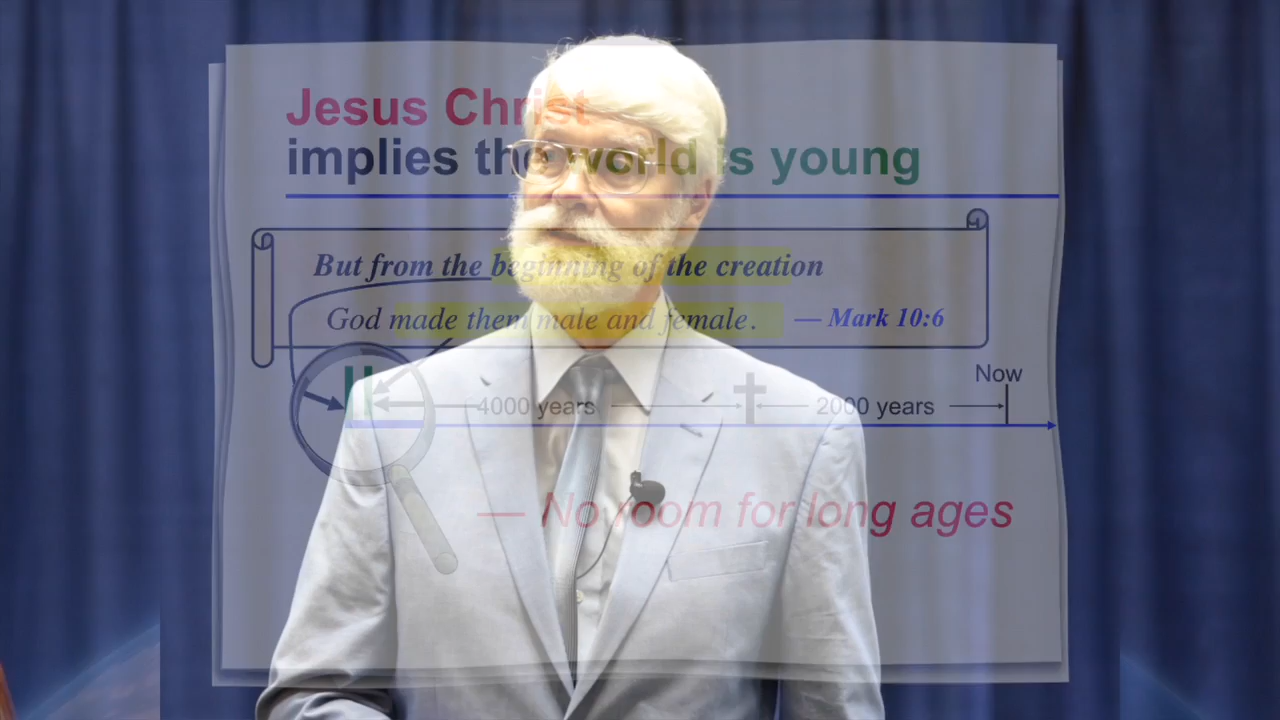 Jesus Christ
implies the world is young
But from the beginning of the creation
God made them male and female.
— Mark 10:6
Now
4000 years
2000 years
— No room for long ages